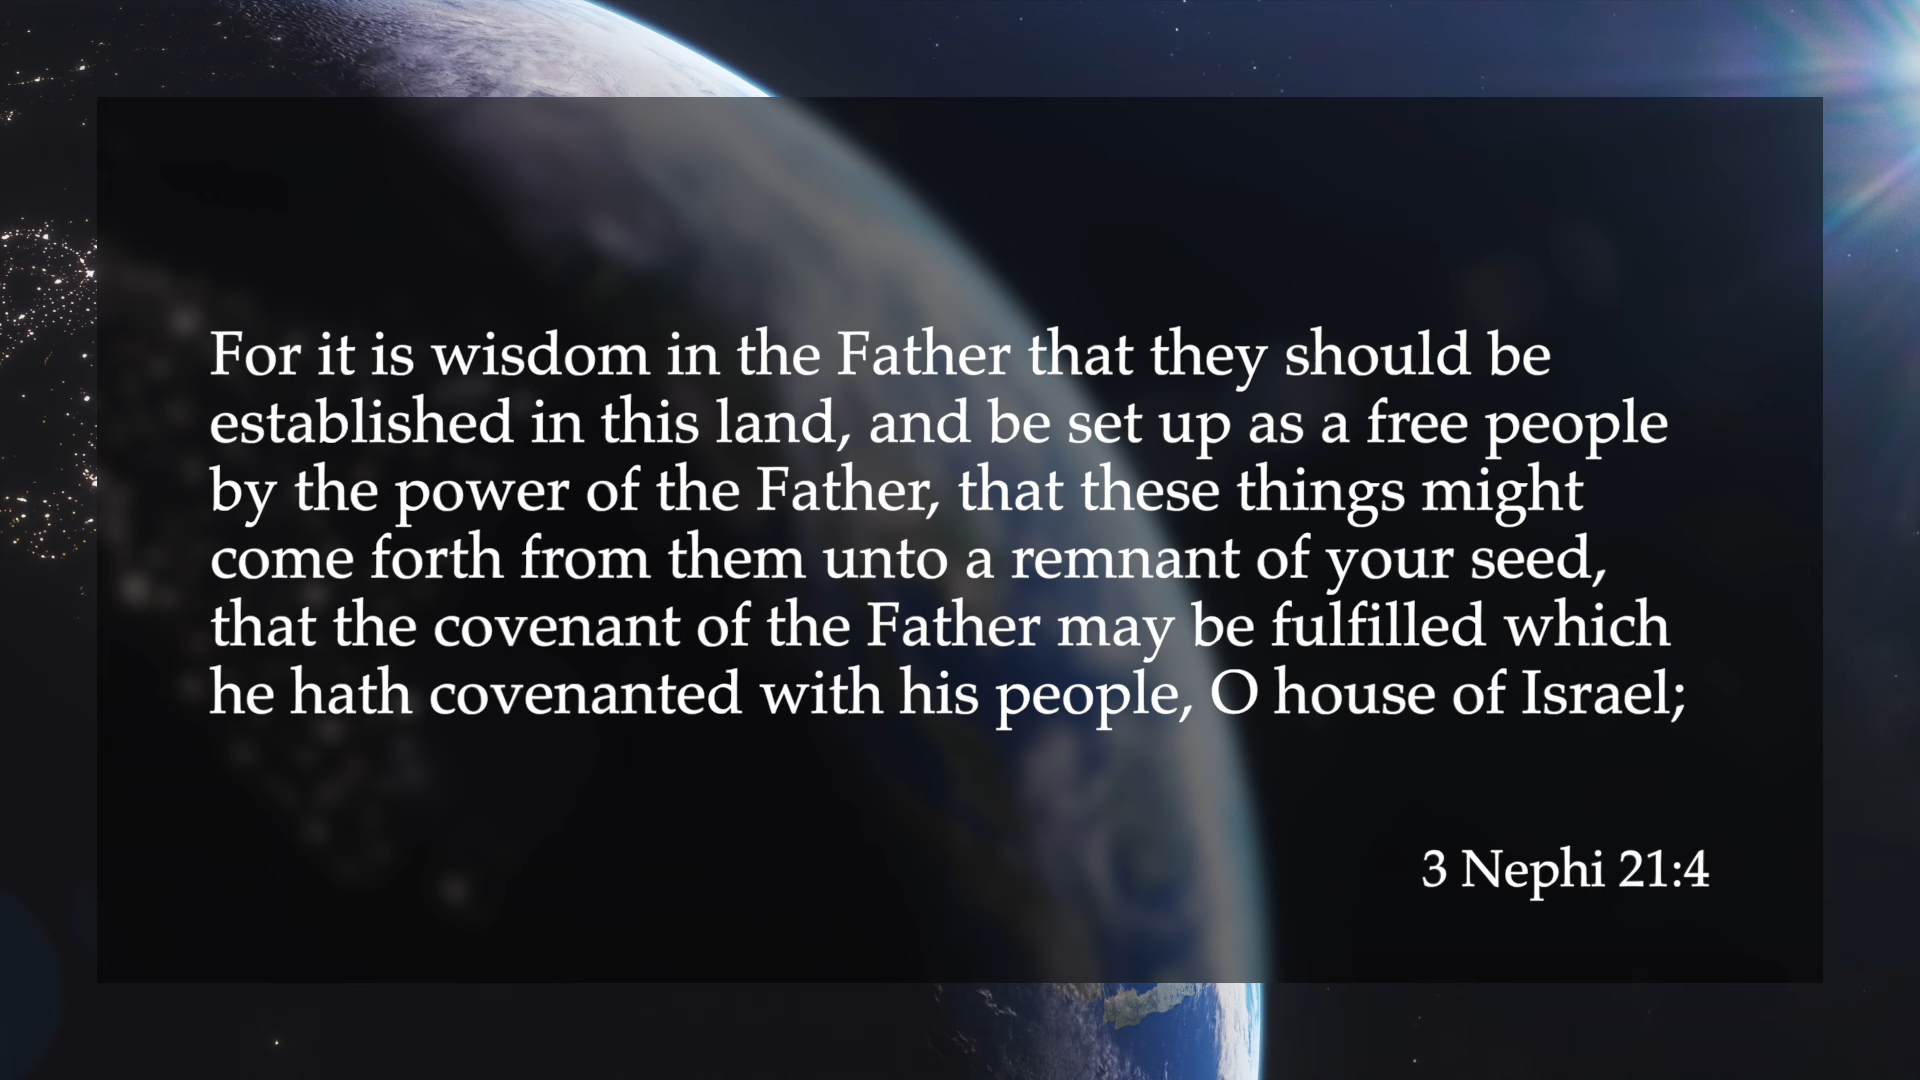 For it is wisdom in the Father that they should be
established in this land, and be set up as a free people
by the power of the Father, that these things might
come forth from them unto a remnant of your seed,
that the covenant of the Father may be fulfilled which
he hath covenanted with his people, O house of Israel;
3 Nephi 21:4